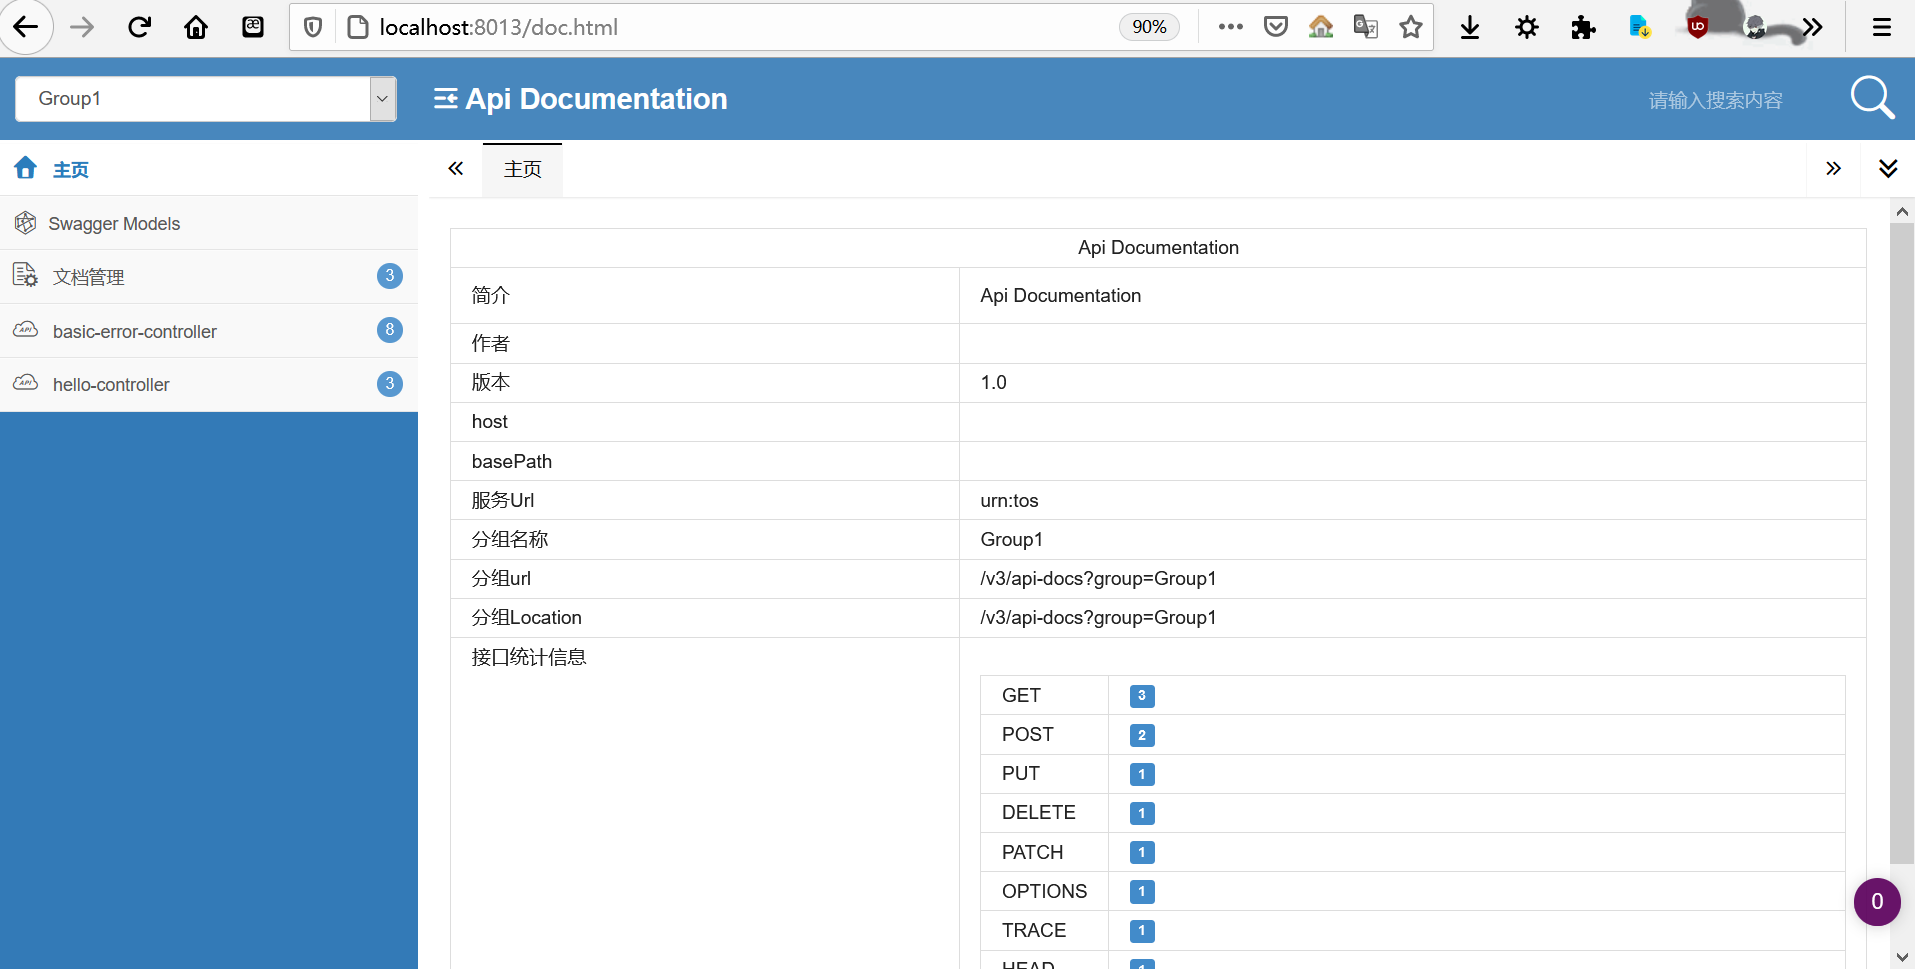 localhost:8013/doc.html
90%
Group1
Api Documentation
请输入搜索内容
主页
主页
Swagger Models
文档管理 3
basic-error-controller 8
hello-controller 3
Api Documentation
简介 Api Documentation
作者
版本 1.0
host
basePath
服务Url urn:tos
分组名称 Group1
分组url /v3/api-docs?group=Group1
分组Location /v3/api-docs?group=Group1
接口统计信息
GET 3
POST 2
PUT 1
DELETE 1
PATCH 1
OPTIONS 1
TRACE 1
HEAD 1
0